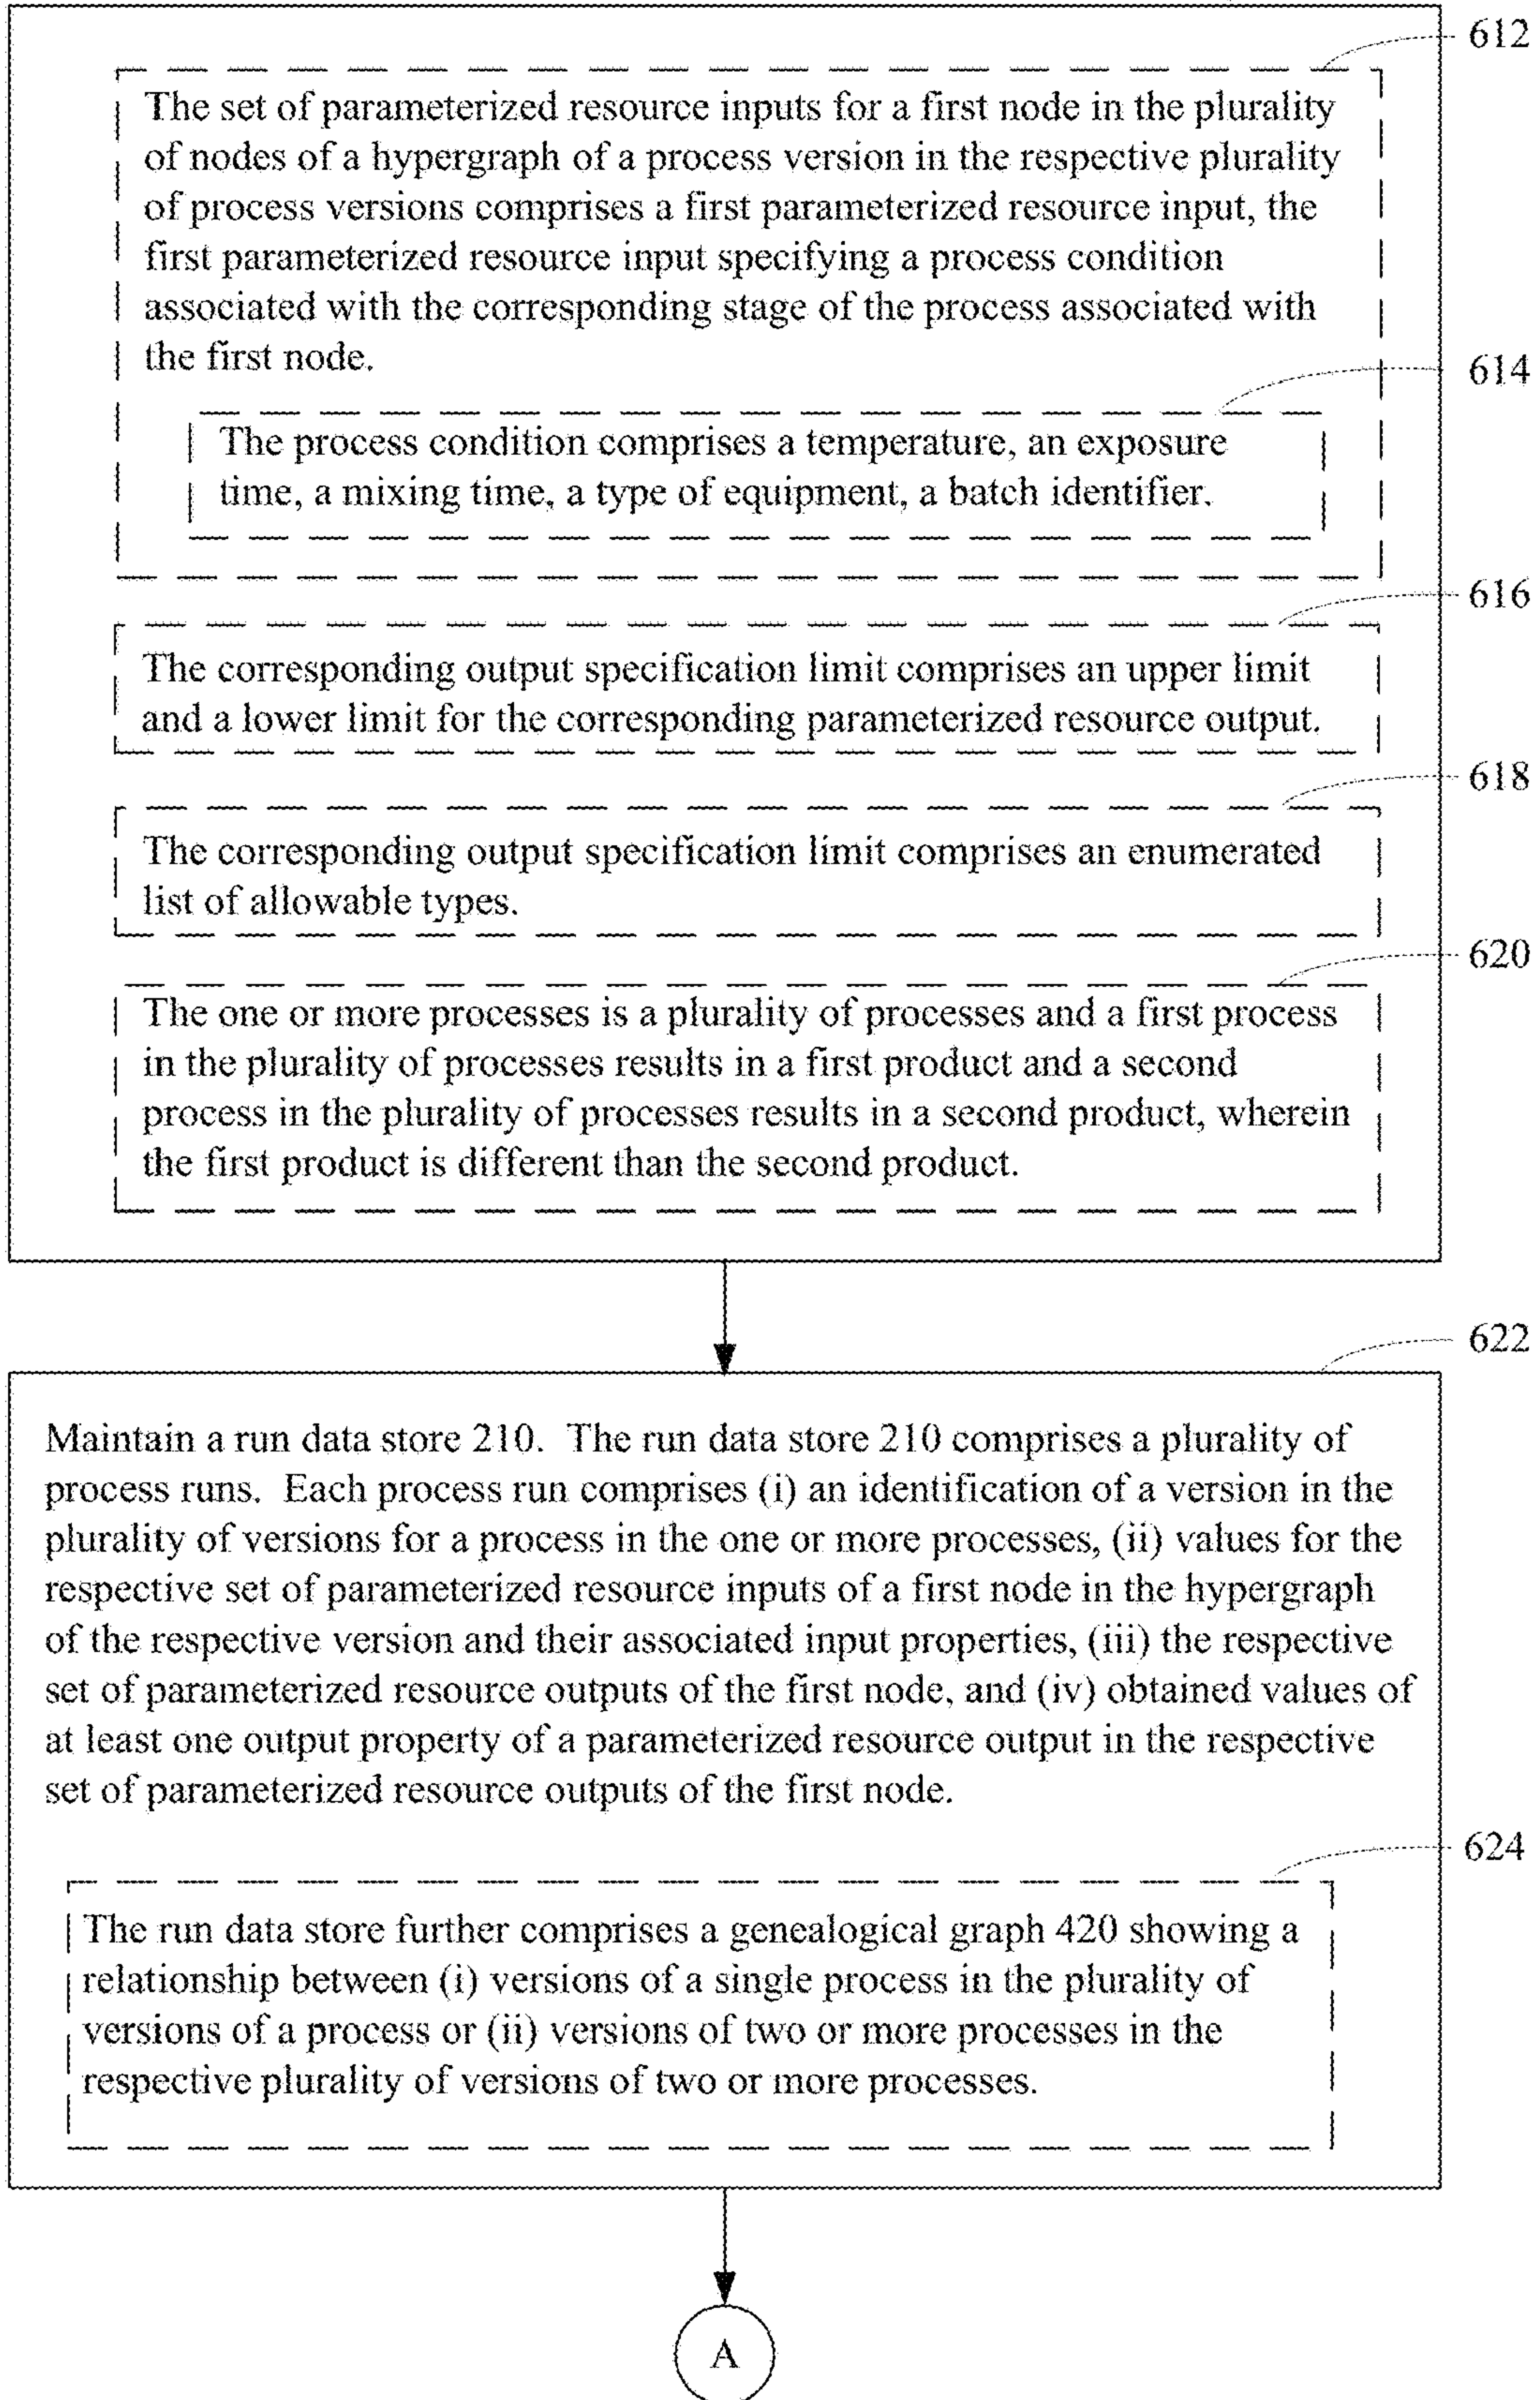 612
The set of parameterized resource inputs for a first node in the plurality
of nodes of a hypergraph of a process version in the respective plurality
of process versions comprises a first parameterized resource input, the
first parameterized resource input specifying a process condition
associated with the corresponding stage of the process associated with
the first node.
614
The process condition comprises a temperature, an exposure
time, a mixing time, a type of equipment, a batch identifier.
616
The corresponding output specification limit comprises an upper limit
and a lower limit for the corresponding parameterized resource output.
618
The corresponding output specification limit comprises an enumerated
list of allowable types.
620
The one or more processes is a plurality of processes and a first process
in the plurality of processes results in a first product and a second
process in the plurality of processes results in a second product, wherein
the first product is different than the second product.
622
Maintain a run data store 210. The run data store 210 comprises a plurality of
process runs. Each process run comprises (i) an identification of a version in the
plurality of versions for a process in the one or more processes, (ii) values for the
respective set of parameterized resource inputs of a first node in the hypergraph
of the respective version and their associated input properties, (iii) the respective
set of parameterized resource outputs of the first node, and (iv) obtained values of
at least one output property of a parameterized resource output in the respective
set of parameterized resource outputs of the first node.
624
The run data store further comprises a genealogical graph 420 showing a
relationship between (i) versions of a single process in the plurality of
versions of a process or (ii) versions of two or more processes in the
respective plurality of versions of two or more processes.
A